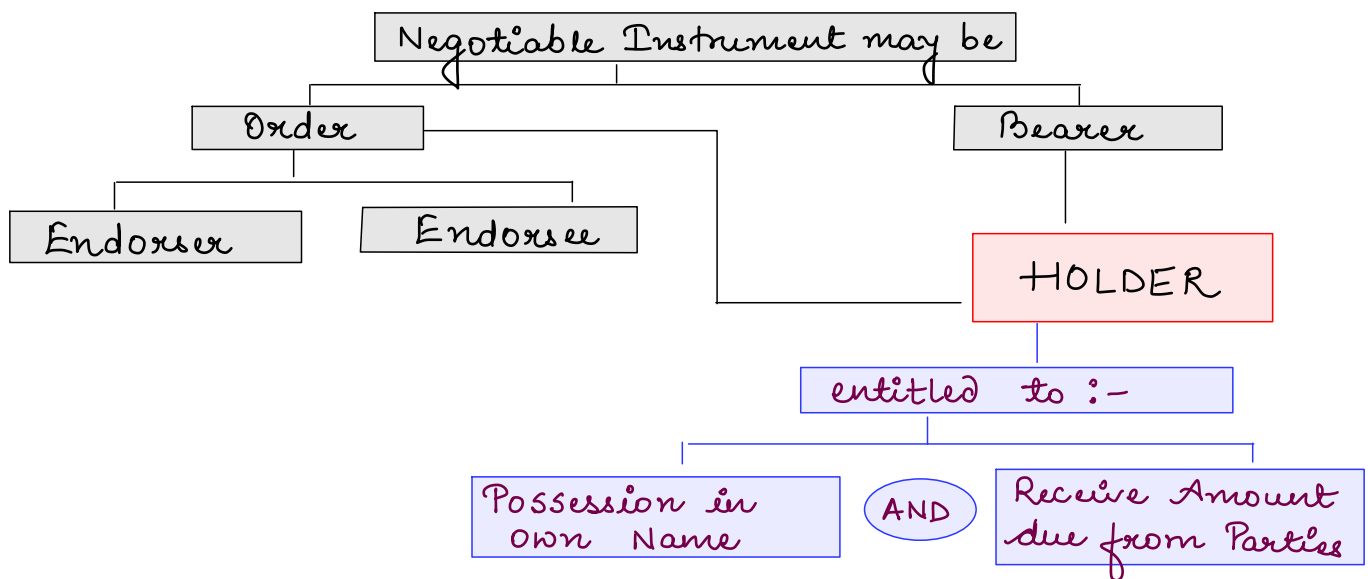 Negotiable Instrument may be
Order
Bearer
Endorser
Endorsee
HOLDER
entitled to :-
Possession in
own Name
AND
Receive Amount
due from Parties